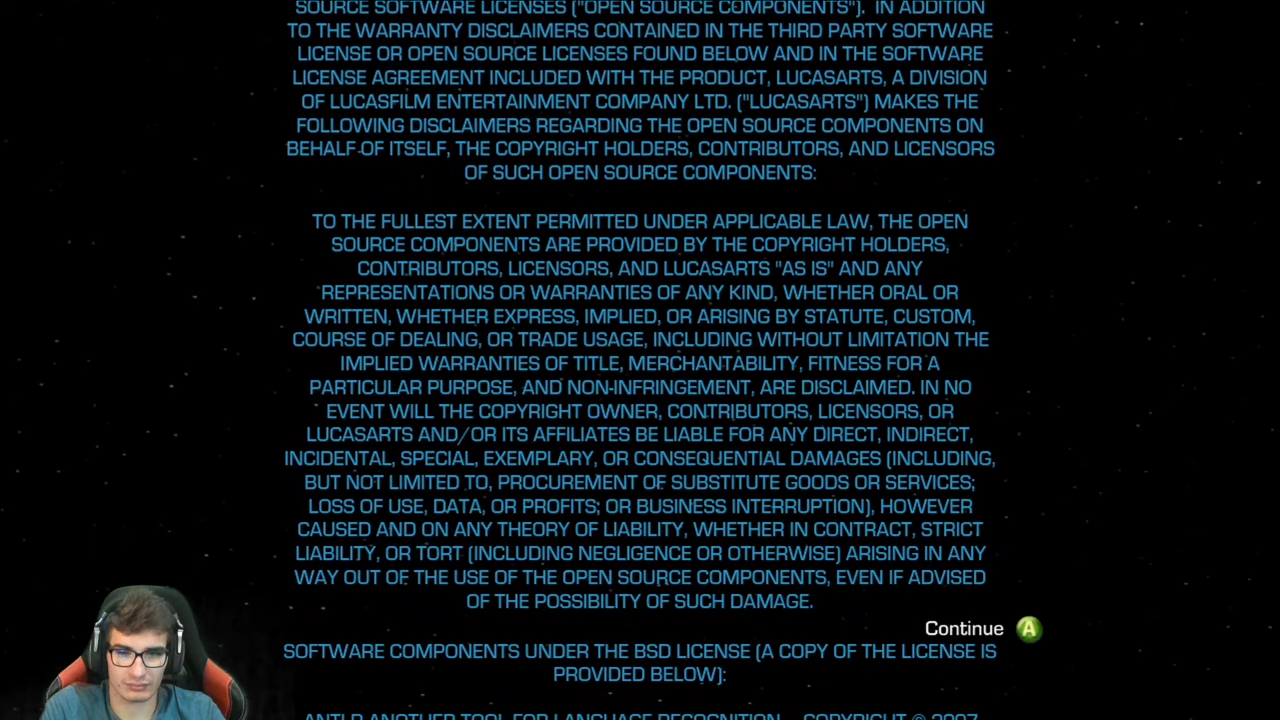 SOURCE SOFTWARE LICENSES ("OPEN SOURCE COMPONENTS").  IN ADDITION
TO THE WARRANTY DISCLAIMERS CONTAINED IN THE THIRD PARTY SOFTWARE
LICENSE OR OPEN SOURCE LICENSES FOUND BELOW AND IN THE SOFTWARE
LICENSE AGREEMENT INCLUDED WITH THE PRODUCT, LUCASARTS, A DIVISION
OF LUCASFILM ENTERTAINMENT COMPANY LTD. ("LUCASARTS") MAKES THE
FOLLOWING DISCLAIMERS REGARDING THE OPEN SOURCE COMPONENTS ON
BEHALF OF ITSELF, THE COPYRIGHT HOLDERS, CONTRIBUTORS, AND LICENSORS
OF SUCH OPEN SOURCE COMPONENTS:
TO THE FULLEST EXTENT PERMITTED UNDER APPLICABLE LAW, THE OPEN
SOURCE COMPONENTS ARE PROVIDED BY THE COPYRIGHT HOLDERS,
CONTRIBUTORS, LICENSORS, AND LUCASARTS "AS IS" AND ANY
REPRESENTATIONS OR WARRANTIES OF ANY KIND, WHETHER ORAL OR
WRITTEN, WHETHER EXPRESS, IMPLIED, OR ARISING BY STATUTE, CUSTOM,
COURSE OF DEALING, OR TRADE USAGE, INCLUDING WITHOUT LIMITATION THE
IMPLIED WARRANTIES OF TITLE, MERCHANTABILITY, FITNESS FOR A
PARTICULAR PURPOSE, AND NON-INFRINGEMENT, ARE DISCLAIMED. IN NO
EVENT WILL THE COPYRIGHT OWNER, CONTRIBUTORS, LICENSORS, OR
LUCASARTS AND/OR ITS AFFILIATES BE LIABLE FOR ANY DIRECT, INDIRECT,
INCIDENTAL, SPECIAL, EXEMPLARY, OR CONSEQUENTIAL DAMAGES (INCLUDING,
BUT NOT LIMITED TO, PROCUREMENT OF SUBSTITUTE GOODS OR SERVICES;
LOSS OF USE, DATA, OR PROFITS; OR BUSINESS INTERRUPTION), HOWEVER
CAUSED AND ON ANY THEORY OF LIABILITY, WHETHER IN CONTRACT, STRICT
LIABILITY, OR TORT (INCLUDING NEGLIGENCE OR OTHERWISE) ARISING IN ANY
WAY OUT OF THE USE OF THE OPEN SOURCE COMPONENTS, EVEN IF ADVISED
OF THE POSSIBILITY OF SUCH DAMAGE.
Continue A
SOFTWARE COMPONENTS UNDER THE BSD LICENSE (A COPY OF THE LICENSE IS
PROVIDED BELOW):
ANTLR ANOTHER TOOL FOR LANGUAGE RECOGNITION    COPYRIGHT © 2007